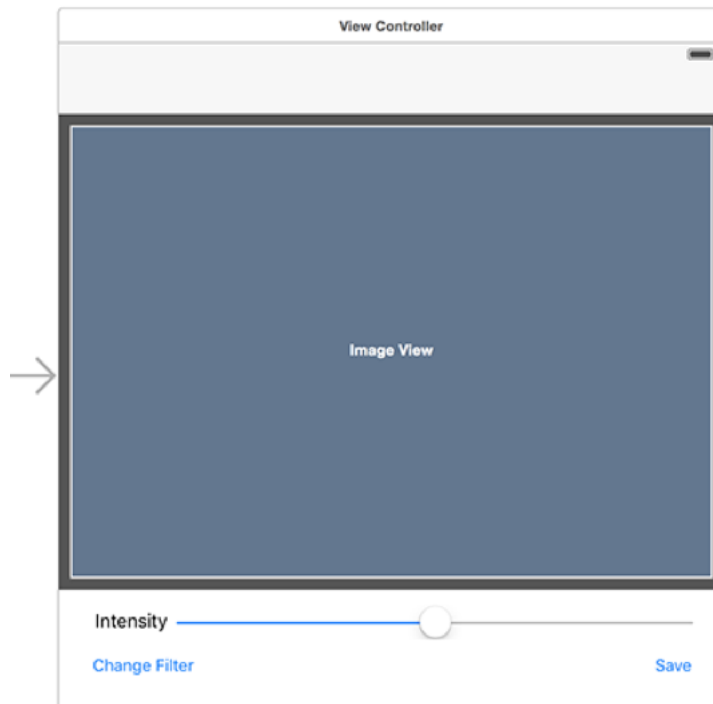 View Controller
Image View
Intensity
Change Filter
Save